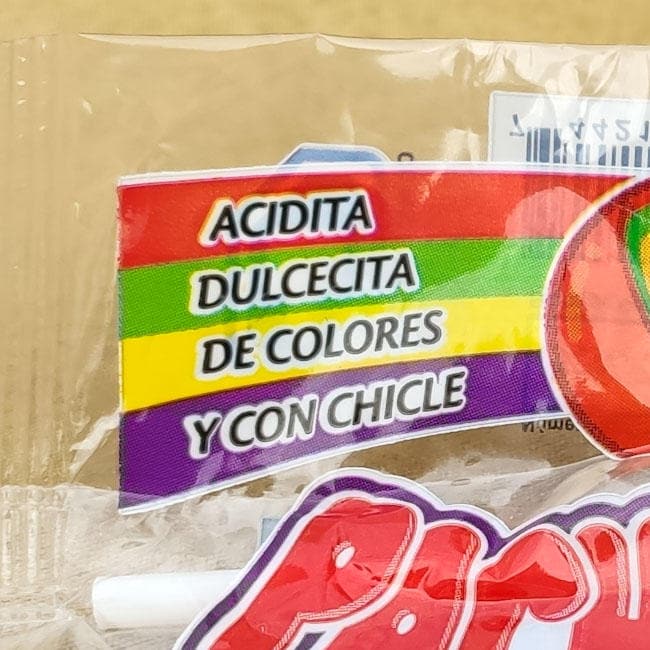 ACIDITA
DULCECITA
DE COLORES
Y CON CHICLE